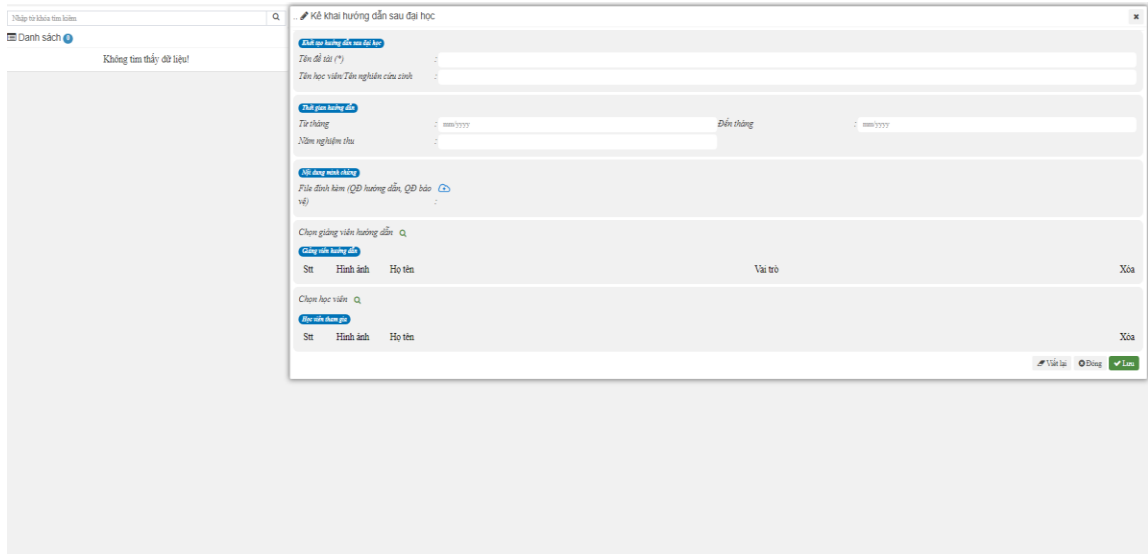 Nhập từ khóa tìm kiếm
Danh sách 0
Không tìm thấy dữ liệu!
.. Kê khai hướng dẫn sau đại học
Khởi tạo hướng dẫn sau đại học
Tên đề tài (*) :
Tên học viên/Tên nghiên cứu sinh :
Thời gian hướng dẫn
Từ tháng : mm/yyyy Đến tháng : mm/yyyy
Năm nghiệm thu :
Nội dung minh chứng
File đính kèm (QĐ hướng dẫn, QĐ bảo
vệ) :
Chọn giảng viên hướng dẫn
Giảng viên hướng dẫn
Stt Hình ảnh Họ tên Vai trò Xóa
Chọn học viên
Học viên tham gia
Stt Hình ảnh Họ tên Xóa
Viết lại Đóng Lưu